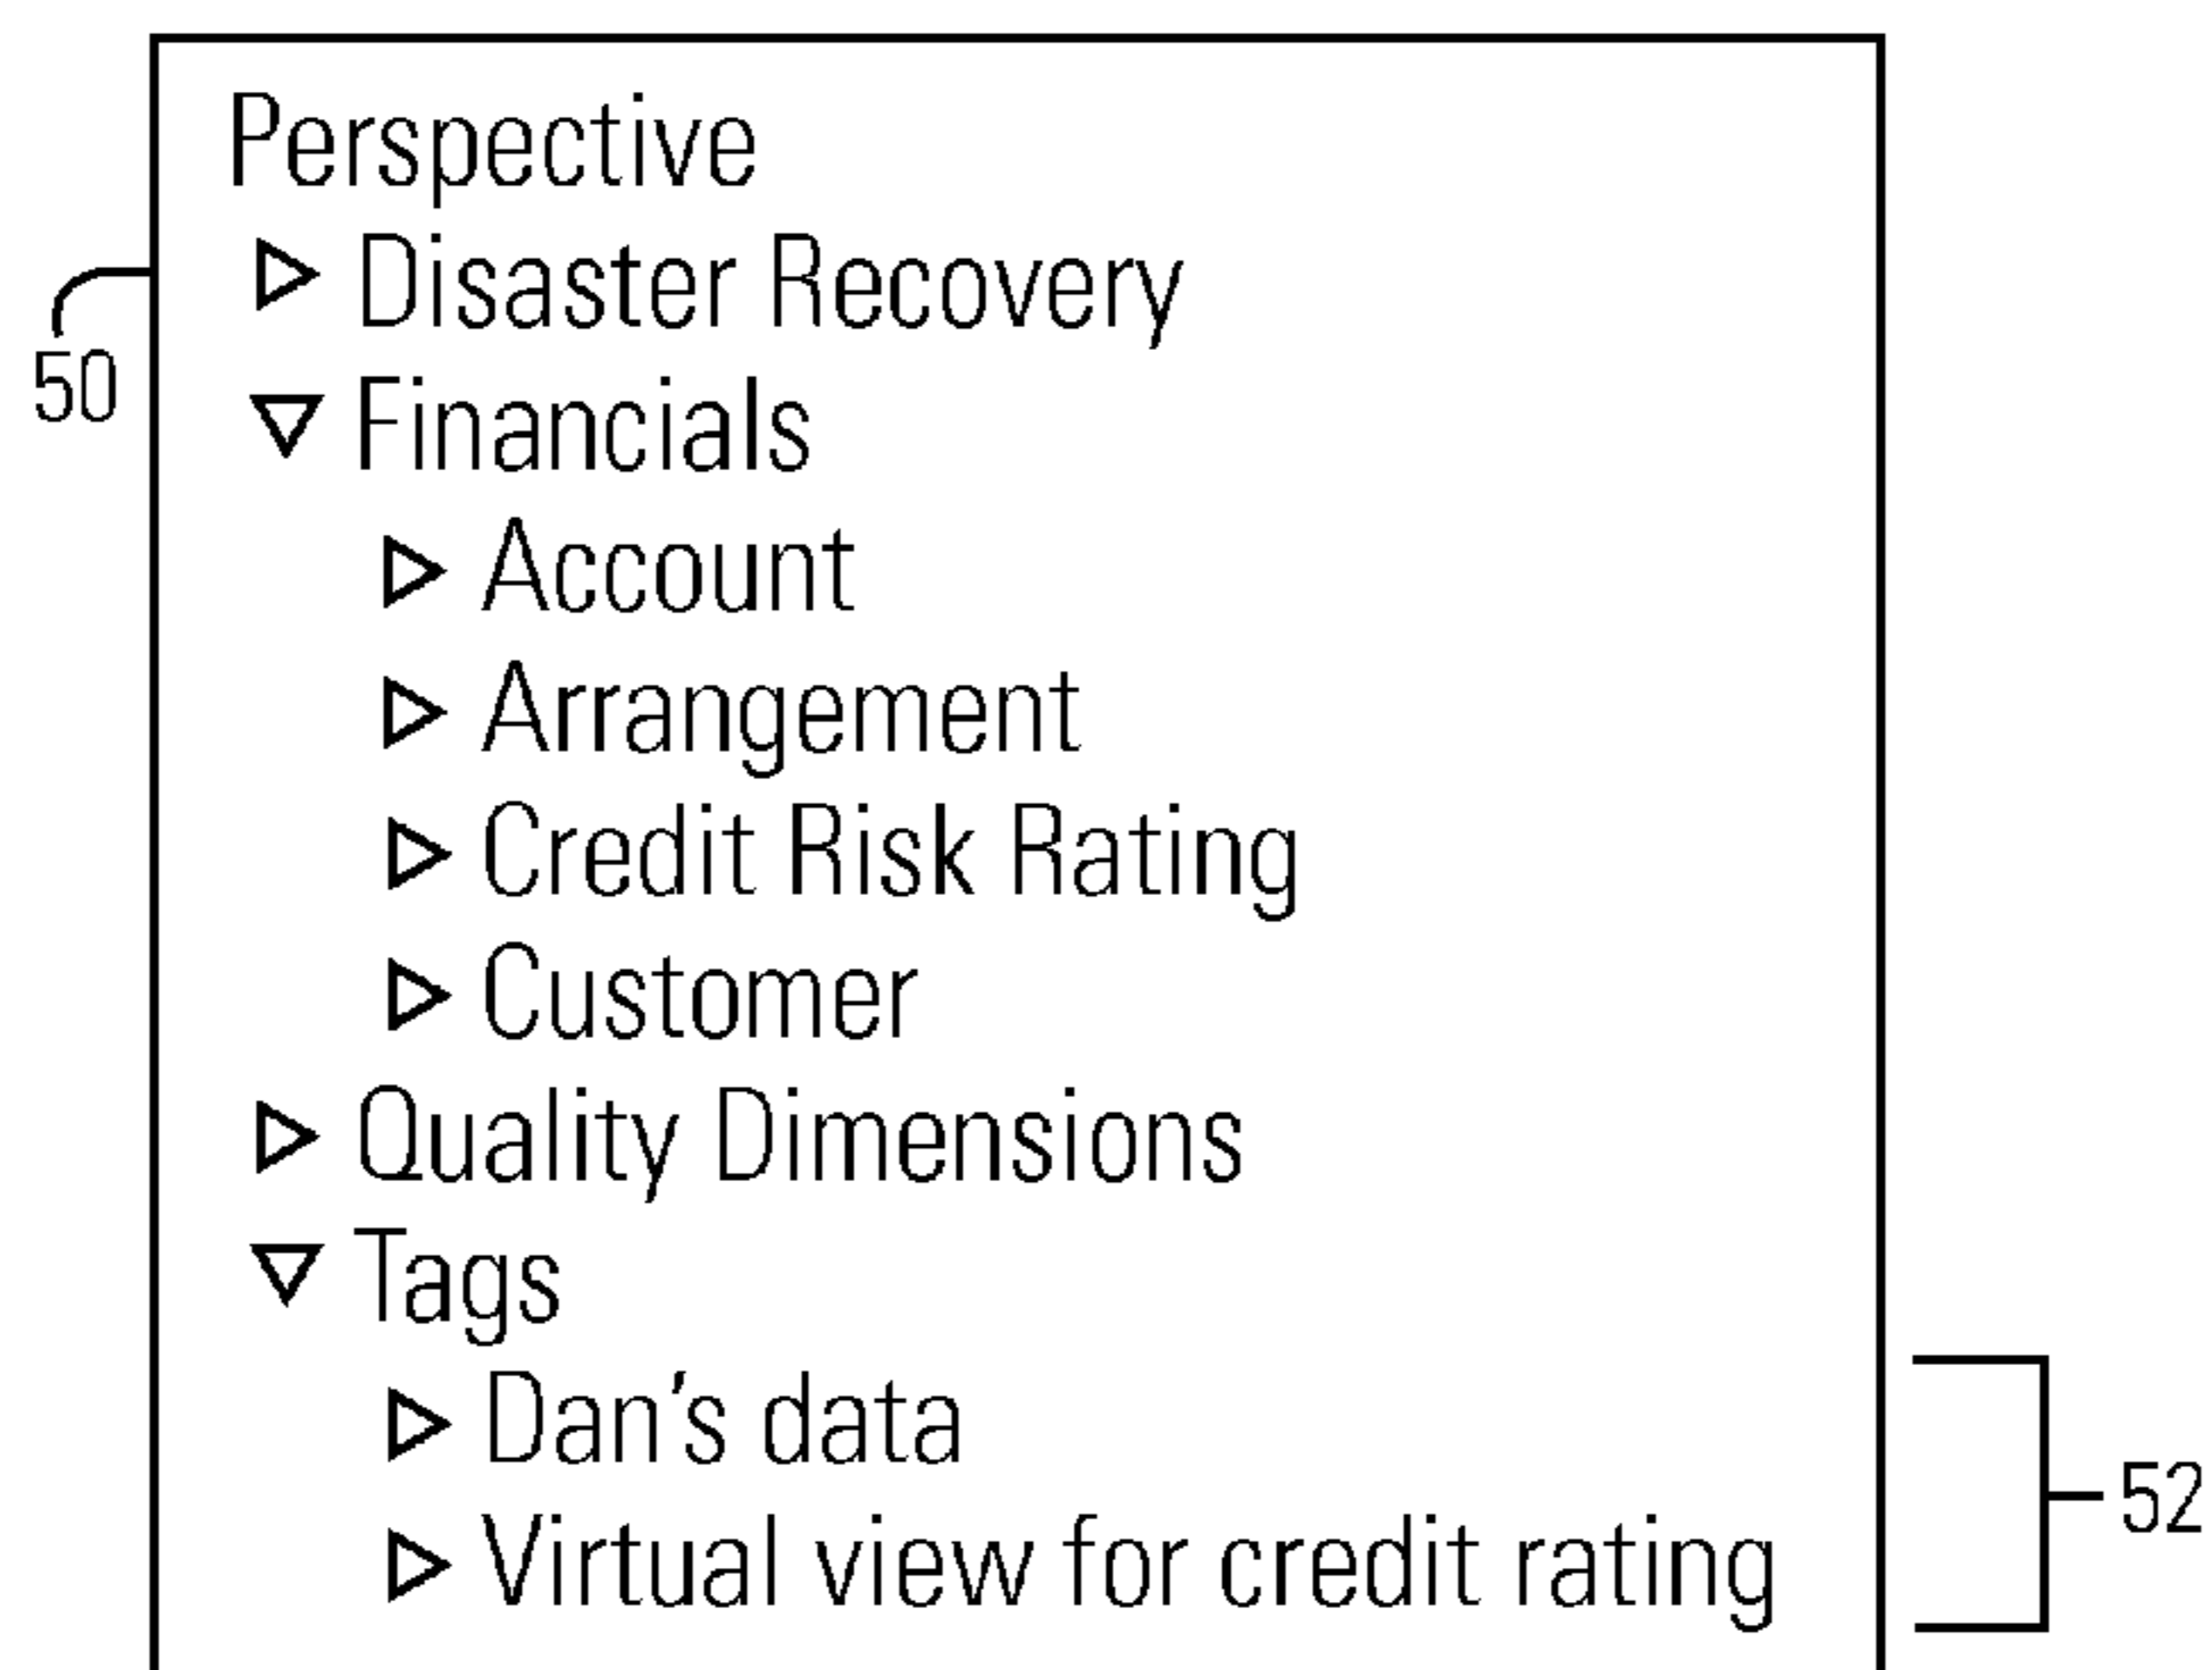 Perspective
Disaster Recovery
50
Financials
Account
Arrangement
Credit Risk Rating
Customer
Quality Dimensions
Tags
Dan's data
52
Virtual view for credit rating